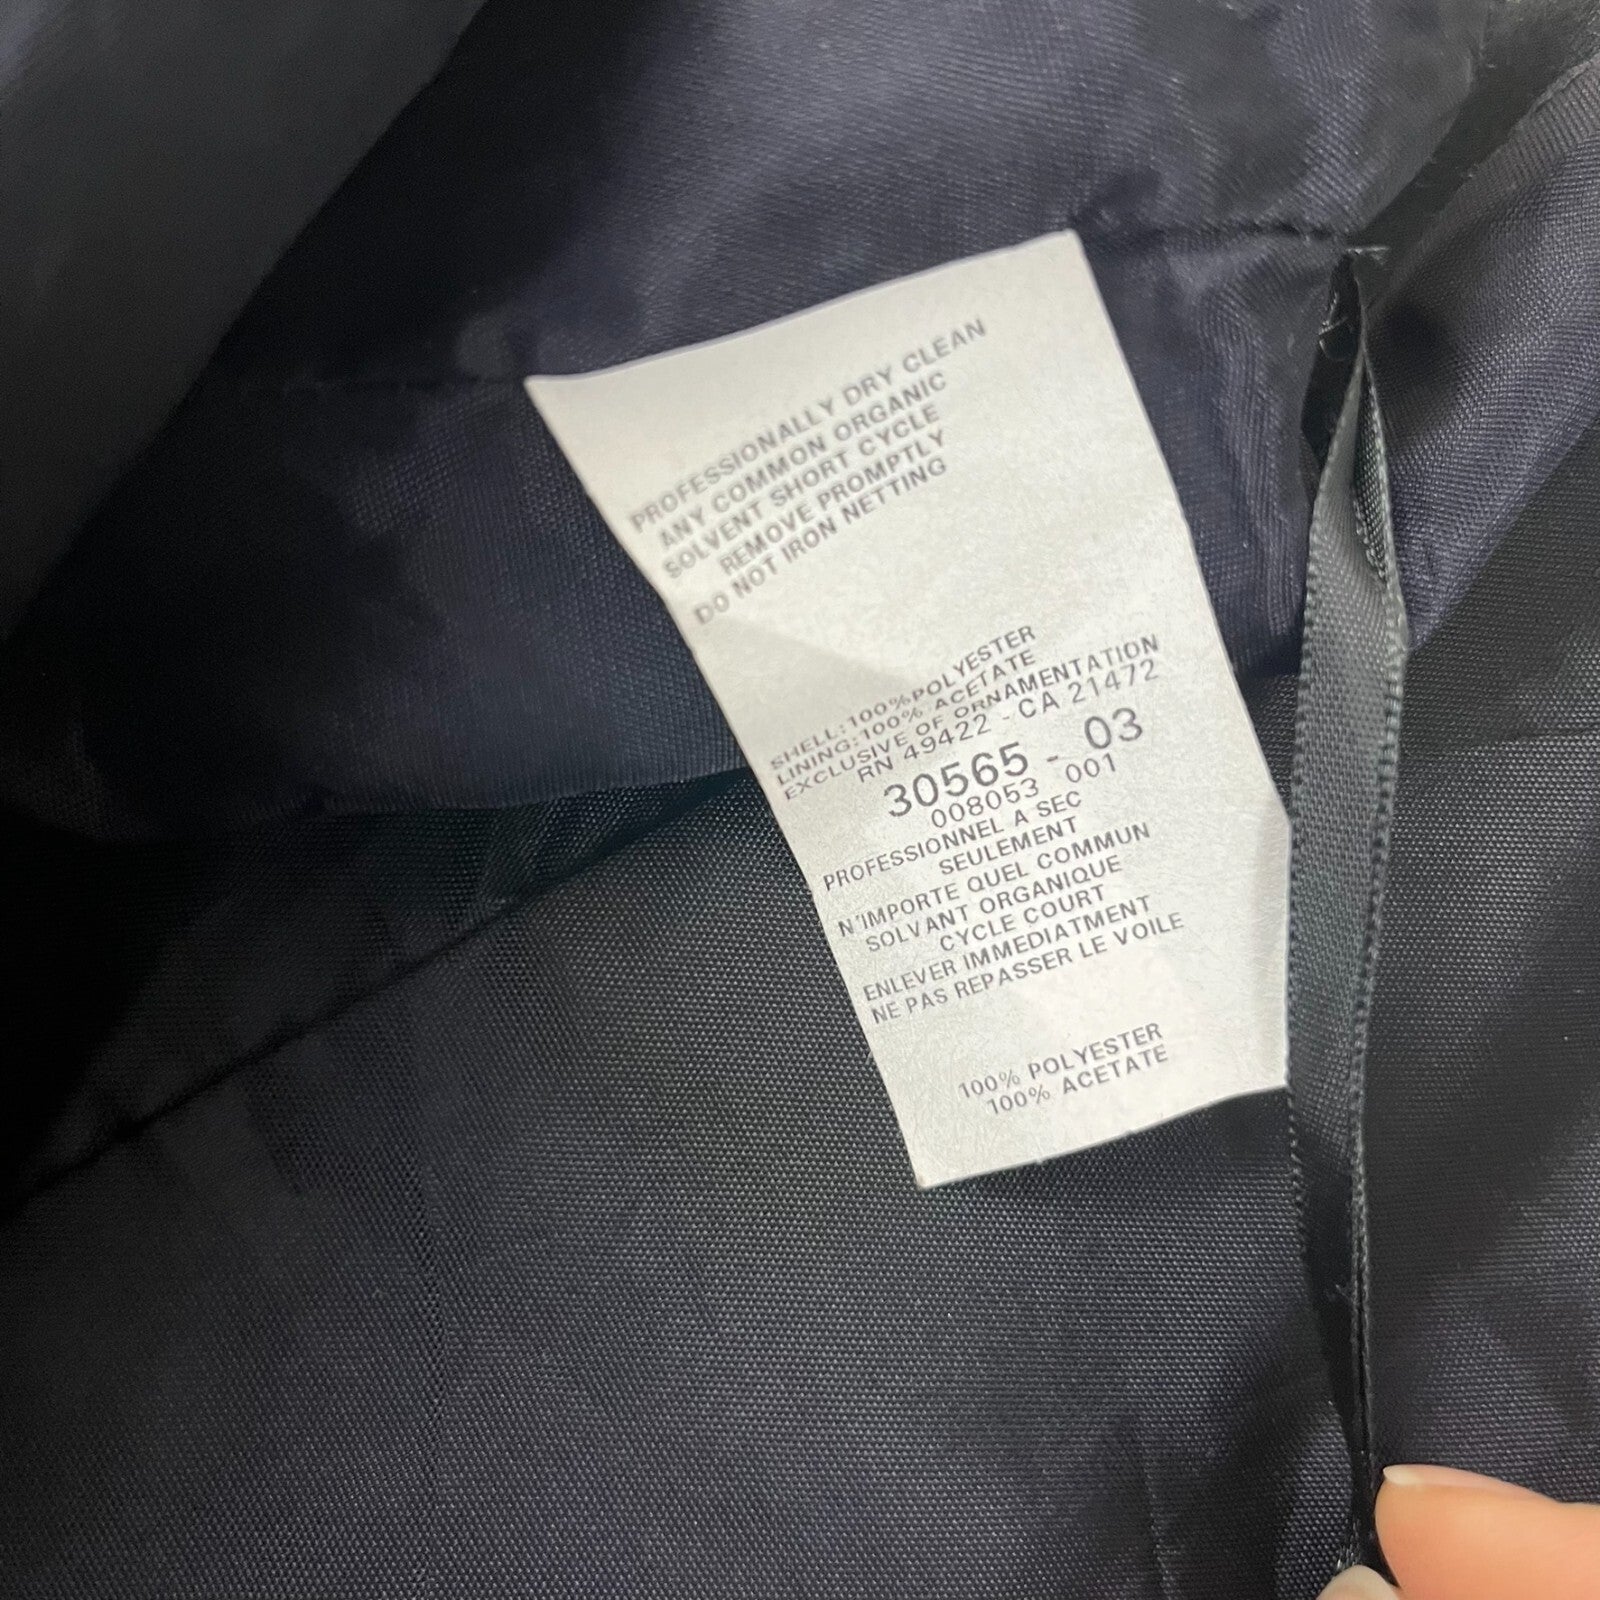 PROFESSIONALLY DRY CLEAN
ANY COMMON ORGANIC
SOLVENT SHORT CYCLE
REMOVE PROMPTLY
DO NOT IRON NETTING
SHELL:100%POLYESTER
LINING:100% ACETATE
EXCLUSIVE OF ORNAMENTATION
RN 49422 - CA 21472
30565 - 03
008053 001
PROFESSIONNEL A SEC
SEULEMENT
N'IMPORTE QUEL COMMUN
SOLVANT ORGANIQUE
CYCLE COURT
ENLEVER IMMEDIATMENT
NE PAS REPASSER LE VOILE
100% POLYESTER
100% ACETATE